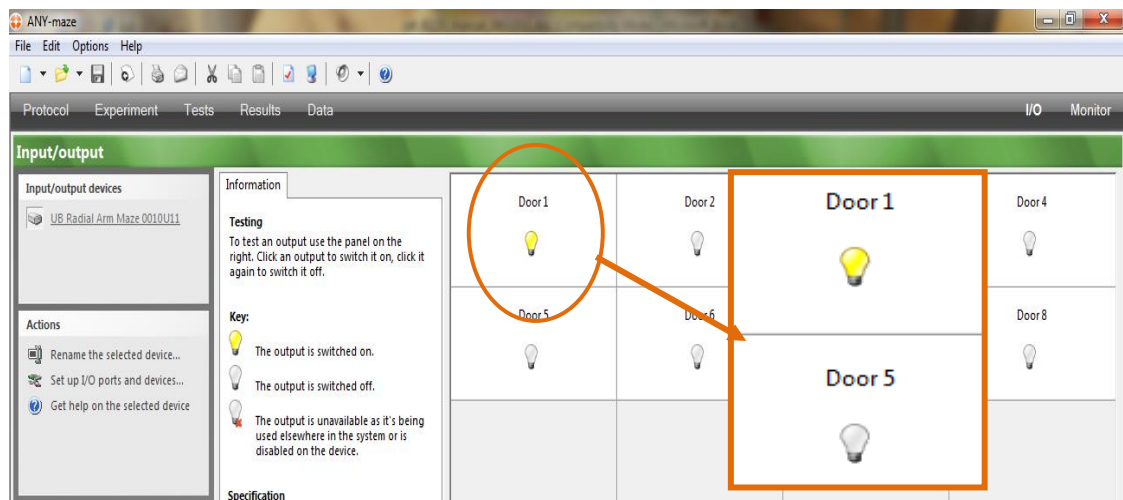 ANY-maze
File Edit Options Help
Protocol Experiment Tests Results Data I/O Monitor
Input/output
Input/output devices
UB Radial Arm Maze 0010U11
Actions
Rename the selected device...
Set up I/O ports and devices...
Get help on the selected device
Information
Testing
To test an output use the panel on the
right. Click an output to switch it on, click it
again to switch it off.
Key:
The output is switched on.
The output is switched off.
The output is unavailable as it's being
used elsewhere in the system or is
disabled on the device.
Specification
Door 1
Door 2
Door 4
Door 5
Door 6
Door 8
Door 1
Door 5